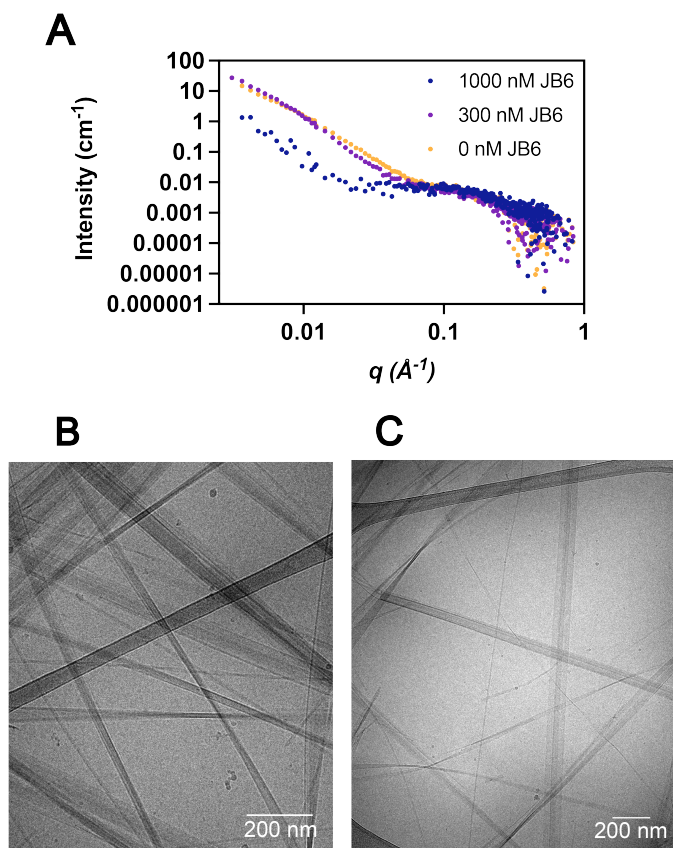 A
Intensity (cm-1)
100
10
1
0.1
0.01
0.001
0.0001
0.00001
0.000001
1000 nM JB6
300 nM JB6
0 nM JB6
0.01
0.1
1
q (Å-1)
B
C
200 nm
200 nm